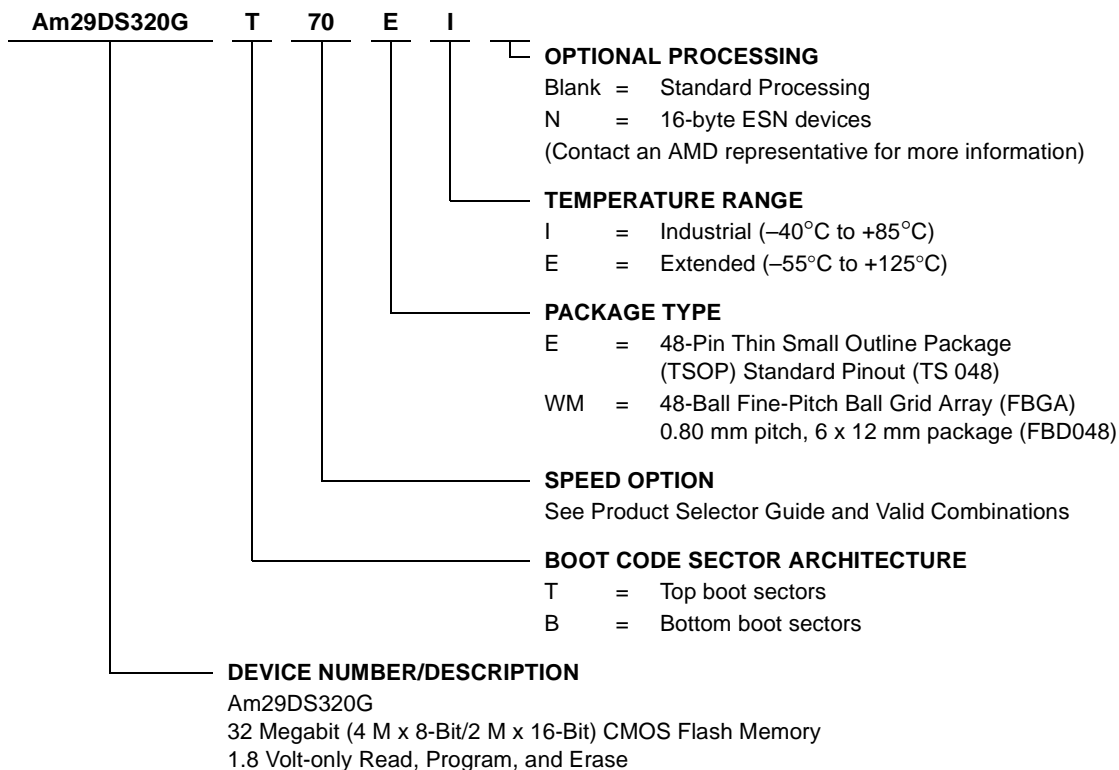 Am29DS320G T 70 E I
OPTIONAL PROCESSING
Blank = Standard Processing
N = 16-byte ESN devices
(Contact an AMD representative for more information)
TEMPERATURE RANGE
I = Industrial (–40°C to +85°C)
E = Extended (–55°C to +125°C)
PACKAGE TYPE
E = 48-Pin Thin Small Outline Package
(TSOP) Standard Pinout (TS 048)
WM = 48-Ball Fine-Pitch Ball Grid Array (FBGA)
0.80 mm pitch, 6 x 12 mm package (FBD048)
SPEED OPTION
See Product Selector Guide and Valid Combinations
BOOT CODE SECTOR ARCHITECTURE
T = Top boot sectors
B = Bottom boot sectors
DEVICE NUMBER/DESCRIPTION
Am29DS320G
32 Megabit (4 M x 8-Bit/2 M x 16-Bit) CMOS Flash Memory
1.8 Volt-only Read, Program, and Erase